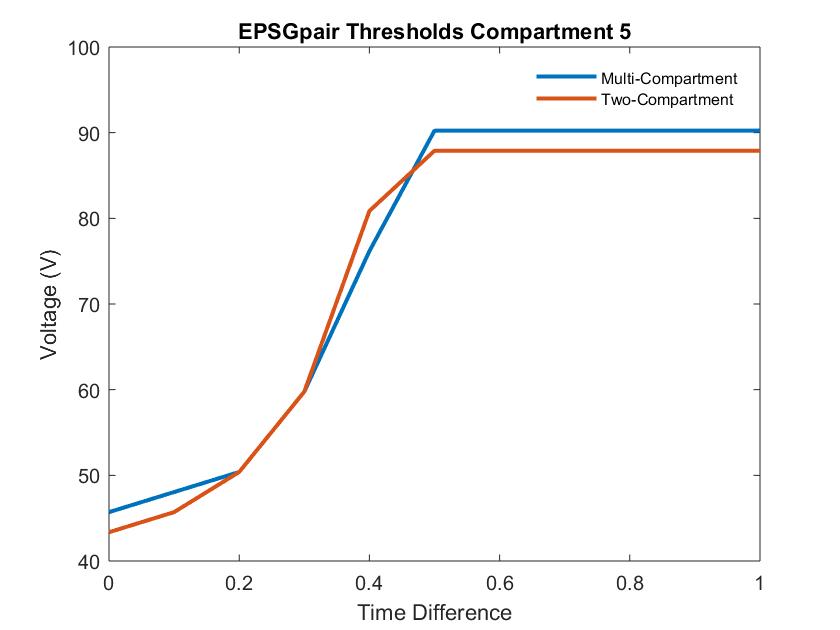 EPSGpair Thresholds Compartment 5
100
90
80
70
60
50
40
Voltage (V)
Multi-Compartment
Two-Compartment
0 0.2 0.4 0.6 0.8 1
Time Difference